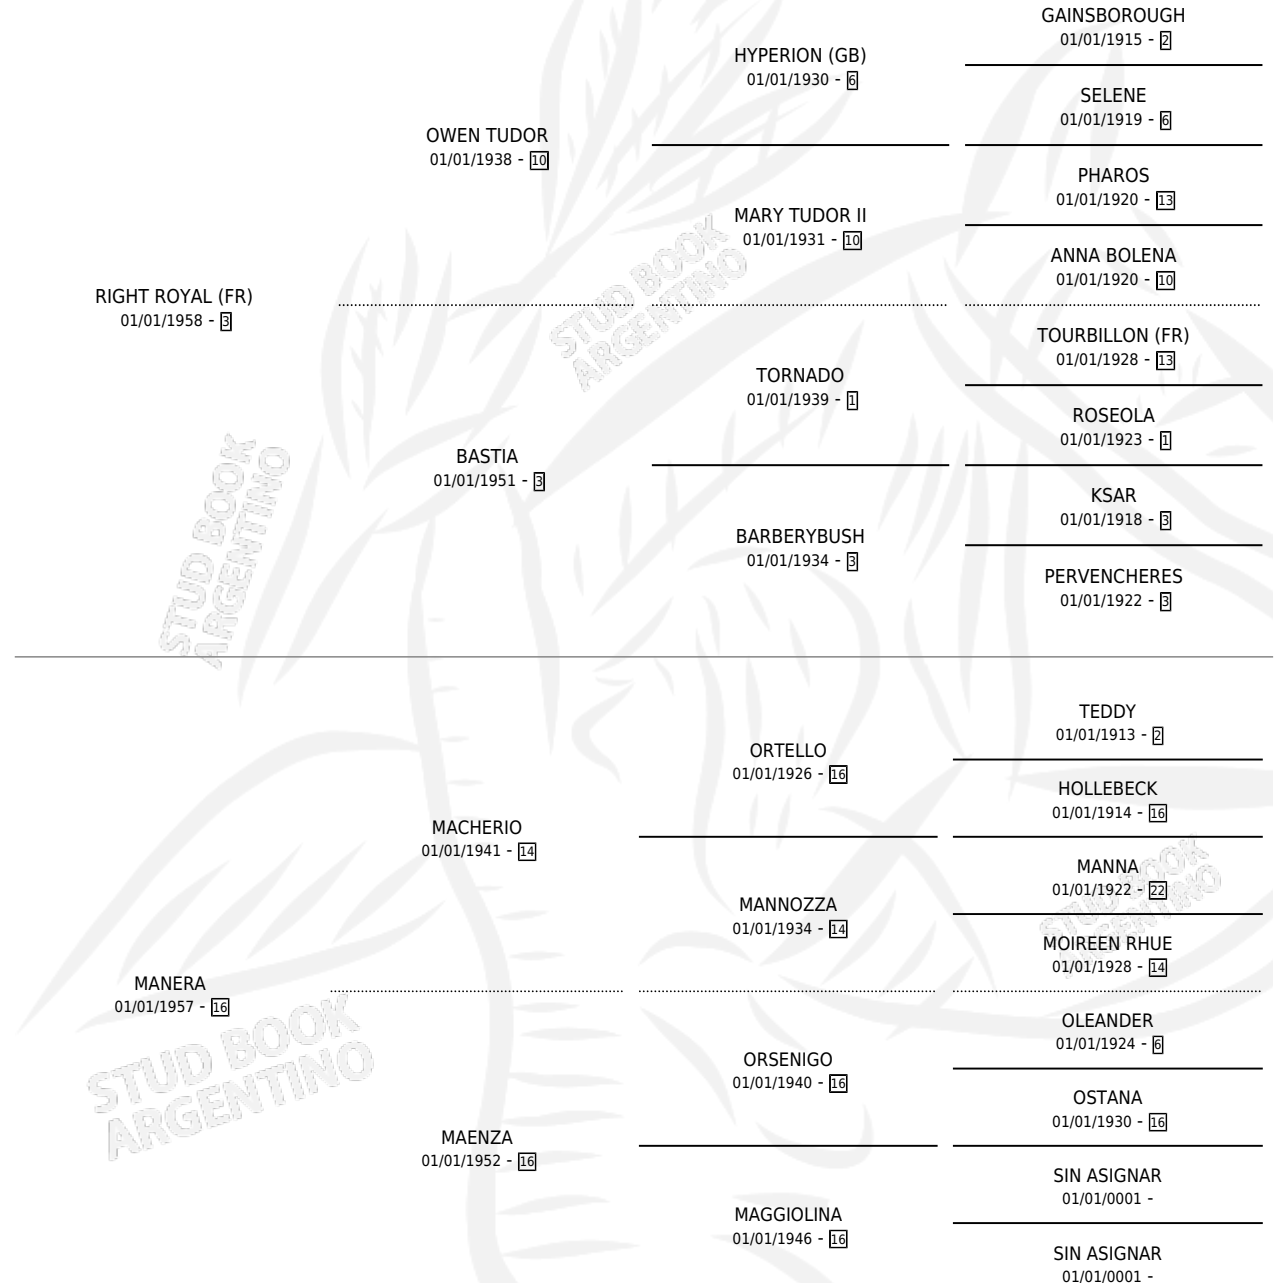 GAINSBOROUGH
01/01/1915 - 2
HYPERION (GB)
01/01/1930 - 6
SELENE
01/01/1919 - 6
OWEN TUDOR
01/01/1938 - 10
PHAROS
01/01/1920 - 13
MARY TUDOR II
01/01/1931 - 10
ANNA BOLENA
01/01/1920 - 10
RIGHT ROYAL (FR)
01/01/1958 - 3
STUD BOOK
ARGENTINO
TOURBILLON (FR)
01/01/1928 - 13
TORNADO
01/01/1939 - 1
ROSEOLA
01/01/1923 - 1
BASTIA
01/01/1951 - 3
KSAR
01/01/1918 - 3
BARBERYBUSH
01/01/1934 - 3
PERVENCHERES
01/01/1922 - 3
STUD BOOK
ARGENTINO
TEDDY
01/01/1913 - 2
ORTELLO
01/01/1926 - 16
HOLLEBECK
01/01/1914 - 16
MACHERIO
01/01/1941 - 14
MANNA
01/01/1922 - 22
MANNOZZA
01/01/1934 - 14
STUD BOOK
ARGENTINO
MOIREEN RHUE
01/01/1928 - 14
MANERA
01/01/1957 - 16
OLEANDER
01/01/1924 - 6
ORSENIGO
01/01/1940 - 16
STUD BOOK
ARGENTINO
OSTANA
01/01/1930 - 16
MAENZA
01/01/1952 - 16
SIN ASIGNAR
01/01/0001 -
MAGGIOLINA
01/01/1946 - 16
SIN ASIGNAR
01/01/0001 -